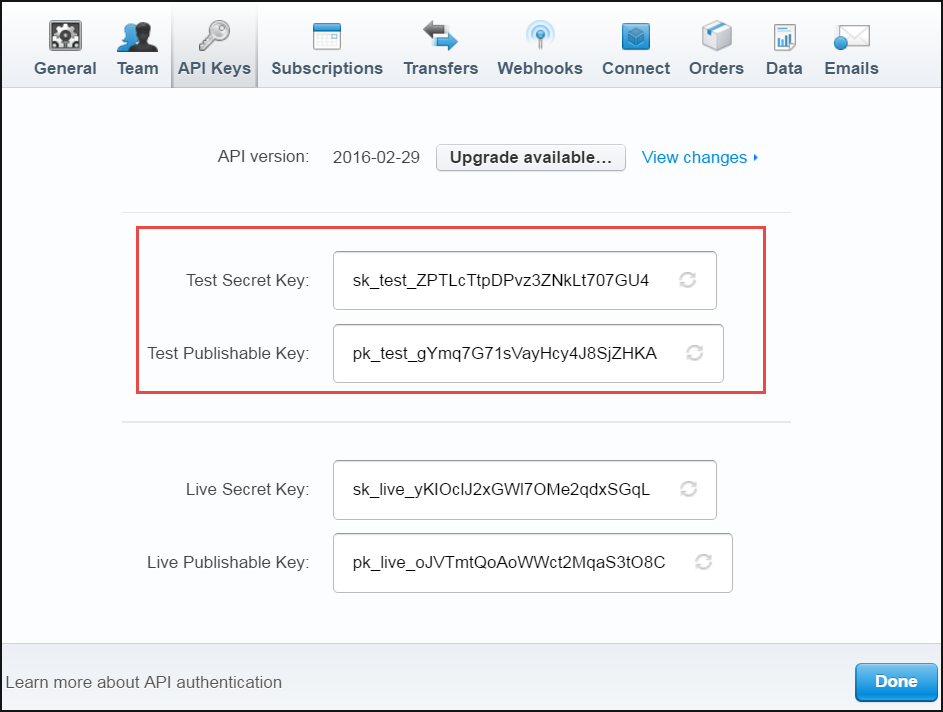 General Team API Keys Subscriptions Transfers Webhooks Connect Orders Data Emails
API version: 2016-02-29 Upgrade available... View changes
Test Secret Key: sk_test_ZPTLcTtpDPvz3ZNkLt707GU4
Test Publishable Key: pk_test_gYmq7G71sVayHcy4J8SjZHKA
Live Secret Key: sk_live_yKIOclJ2xGWl7OMe2qdxSGqL
Live Publishable Key: pk_live_oJVTmtQoAoWWct2MqaS3tO8C
Learn more about API authentication
Done